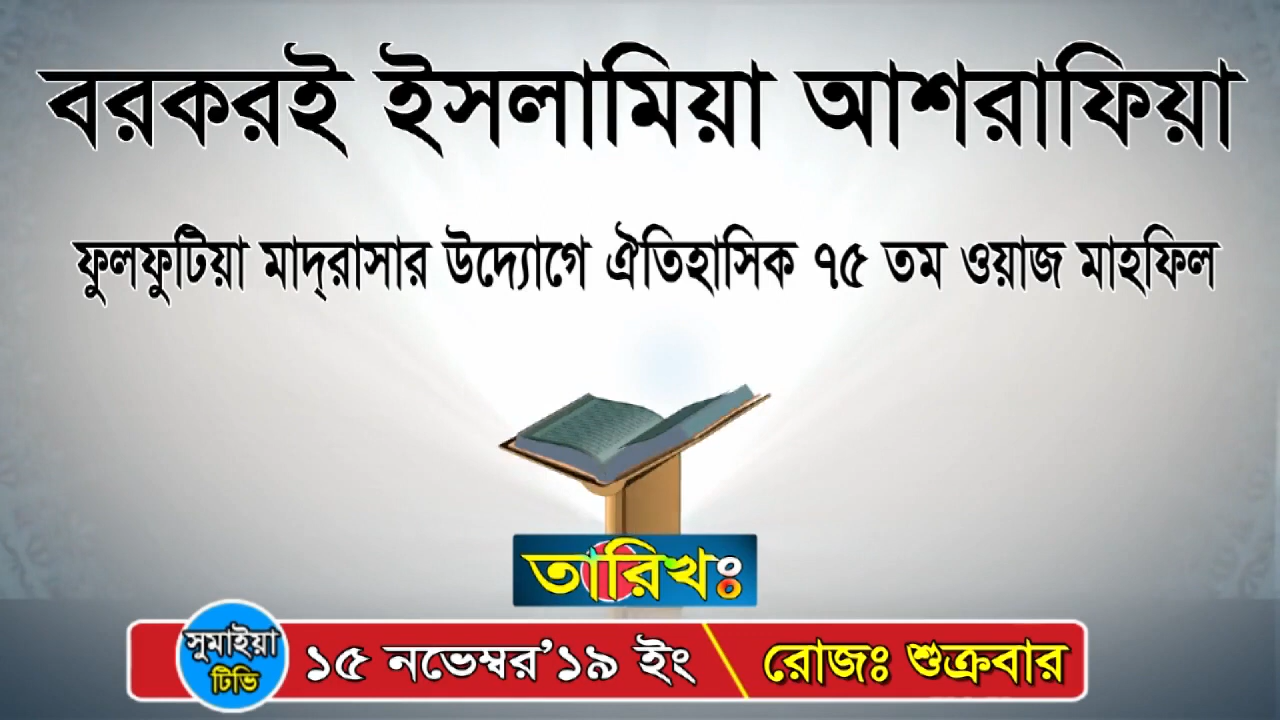 বরকরই ইসলামিয়া আশরাফিয়া
ফুলফুটিয়া মাদ্‌রাসার উদ্যোগে ঐতিহাসিক ৭৫ তম ওয়াজ মাহফিল
তারিখঃ
সুমাইয়া
টিভি
১৫ নভেম্বর’১৯ ইং
রোজঃ শুক্রবার